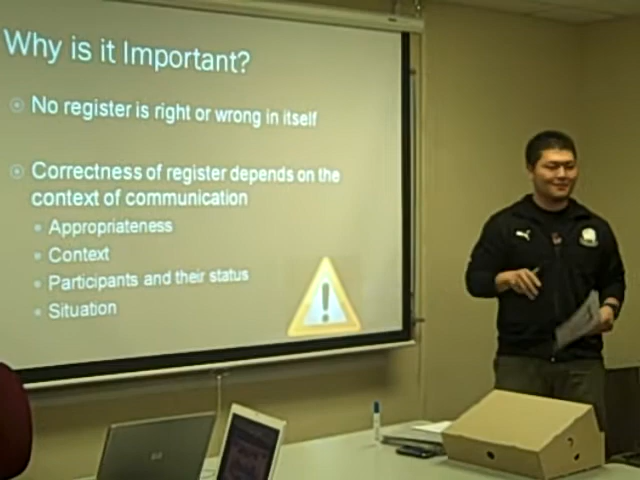 Why is it Important?
No register is right or wrong in itself
Correctness of register depends on the
context of communication
Appropriateness
Context
Participants and their status
Situation
hp